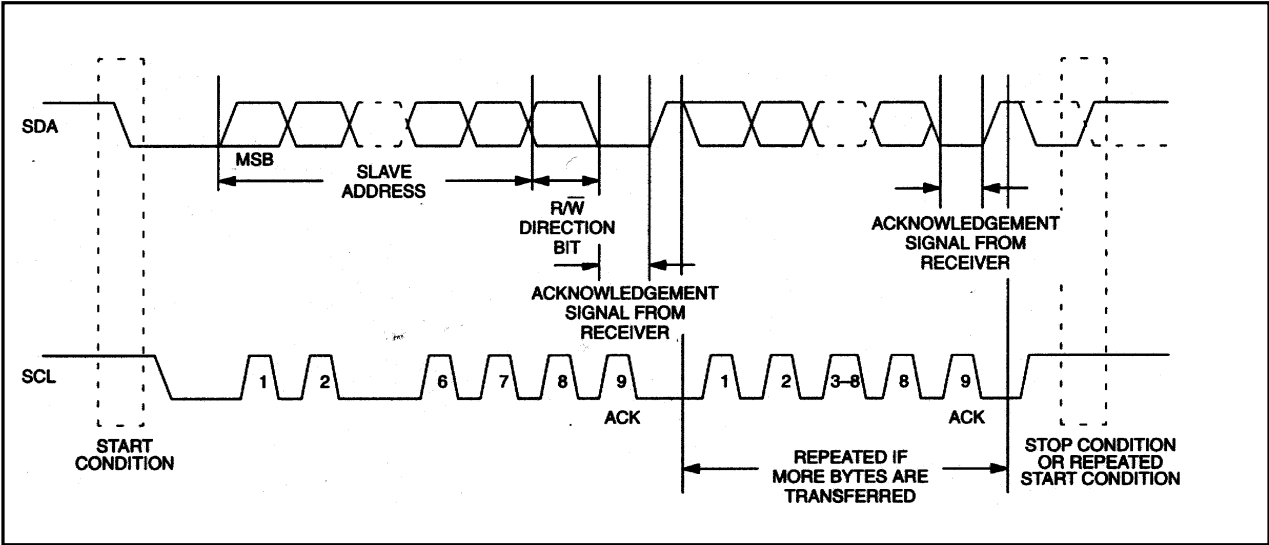 SDA
MSB
SLAVE
ADDRESS
R/W̅
DIRECTION
BIT
ACKNOWLEDGEMENT
SIGNAL FROM
RECEIVER
ACKNOWLEDGEMENT
SIGNAL FROM
RECEIVER
SCL
1 2 6 7 8 9 1 2 3–8 8 9
ACK
ACK
START
CONDITION
REPEATED IF
MORE BYTES ARE
TRANSFERRED
STOP CONDITION
OR REPEATED
START CONDITION